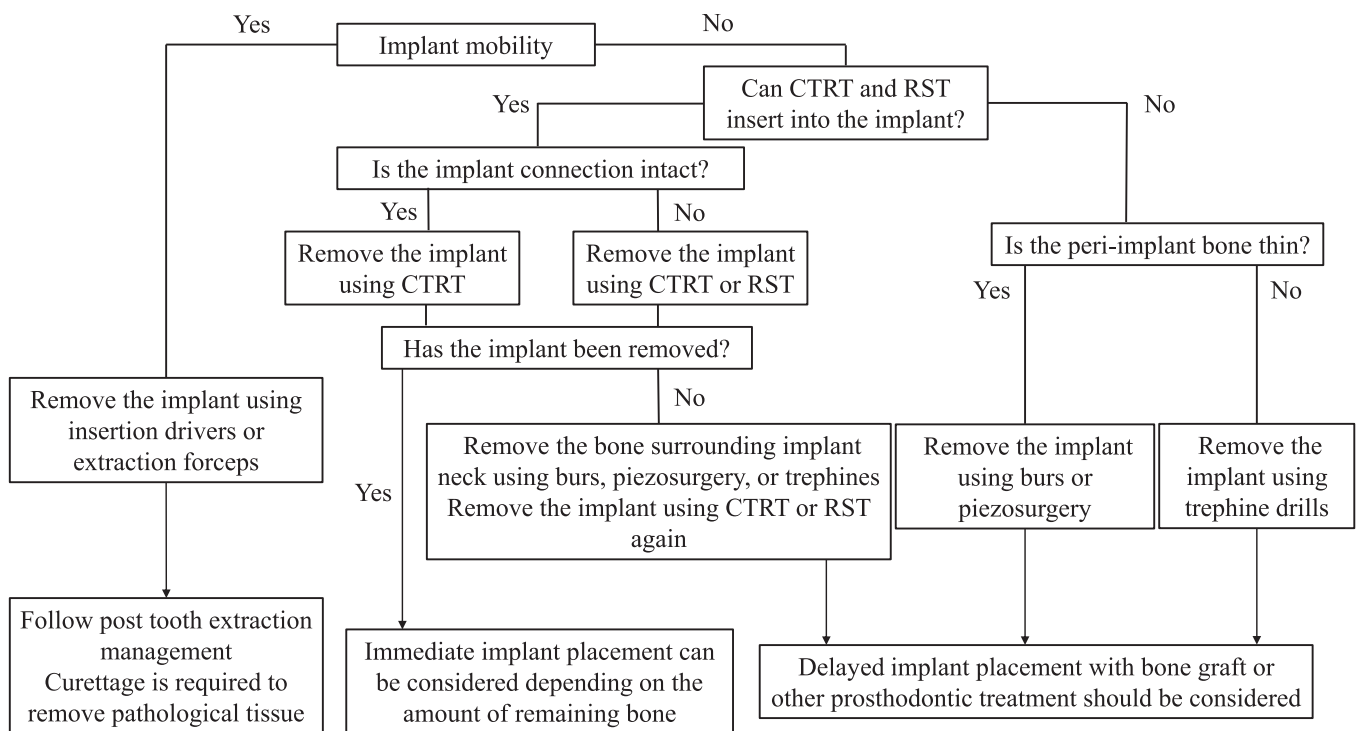 Yes
Implant mobility
No
Can CTRT and RST
insert into the implant?
Yes
No
Is the implant connection intact?
Yes
No
Remove the implant
using CTRT
Remove the implant
using CTRT or RST
Is the peri-implant bone thin?
Yes
No
Has the implant been removed?
Remove the implant using
insertion drivers or
extraction forceps
No
Yes
Remove the bone surrounding implant
neck using burs, piezosurgery, or trephines
Remove the implant using CTRT or RST
again
Remove the implant
using burs or
piezosurgery
Remove the
implant using
trephine drills
Follow post tooth extraction
management
Curettage is required to
remove pathological tissue
Immediate implant placement can
be considered depending on the
amount of remaining bone
Delayed implant placement with bone graft or
other prosthodontic treatment should be considered